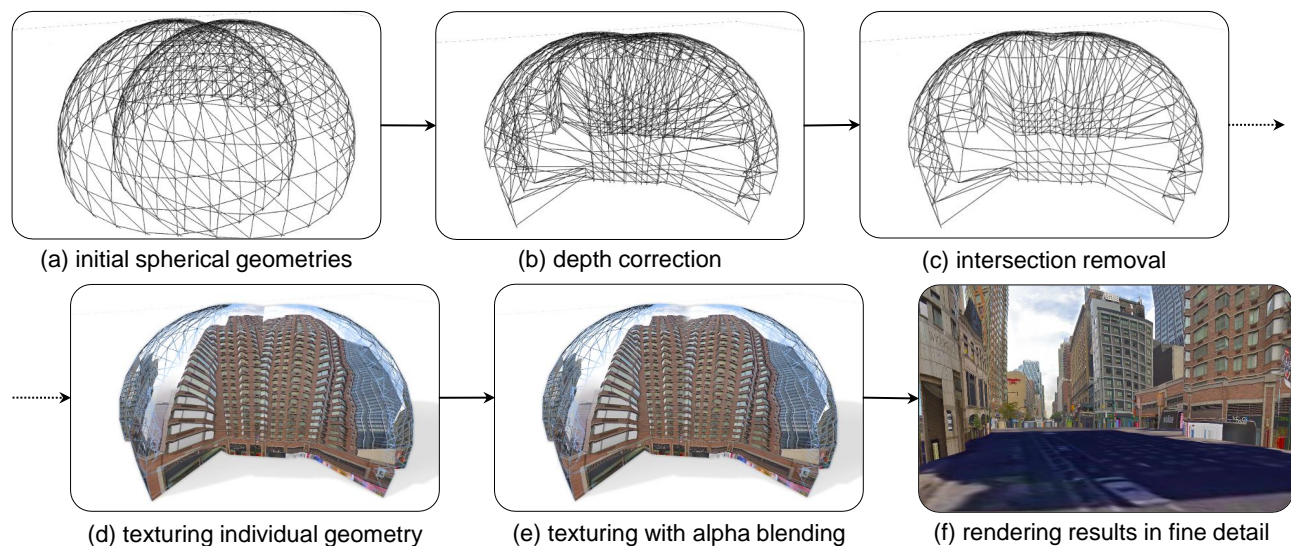 (a) initial spherical geometries
(b) depth correction
(c) intersection removal
(d) texturing individual geometry
(e) texturing with alpha blending
(f) rendering results in fine detail